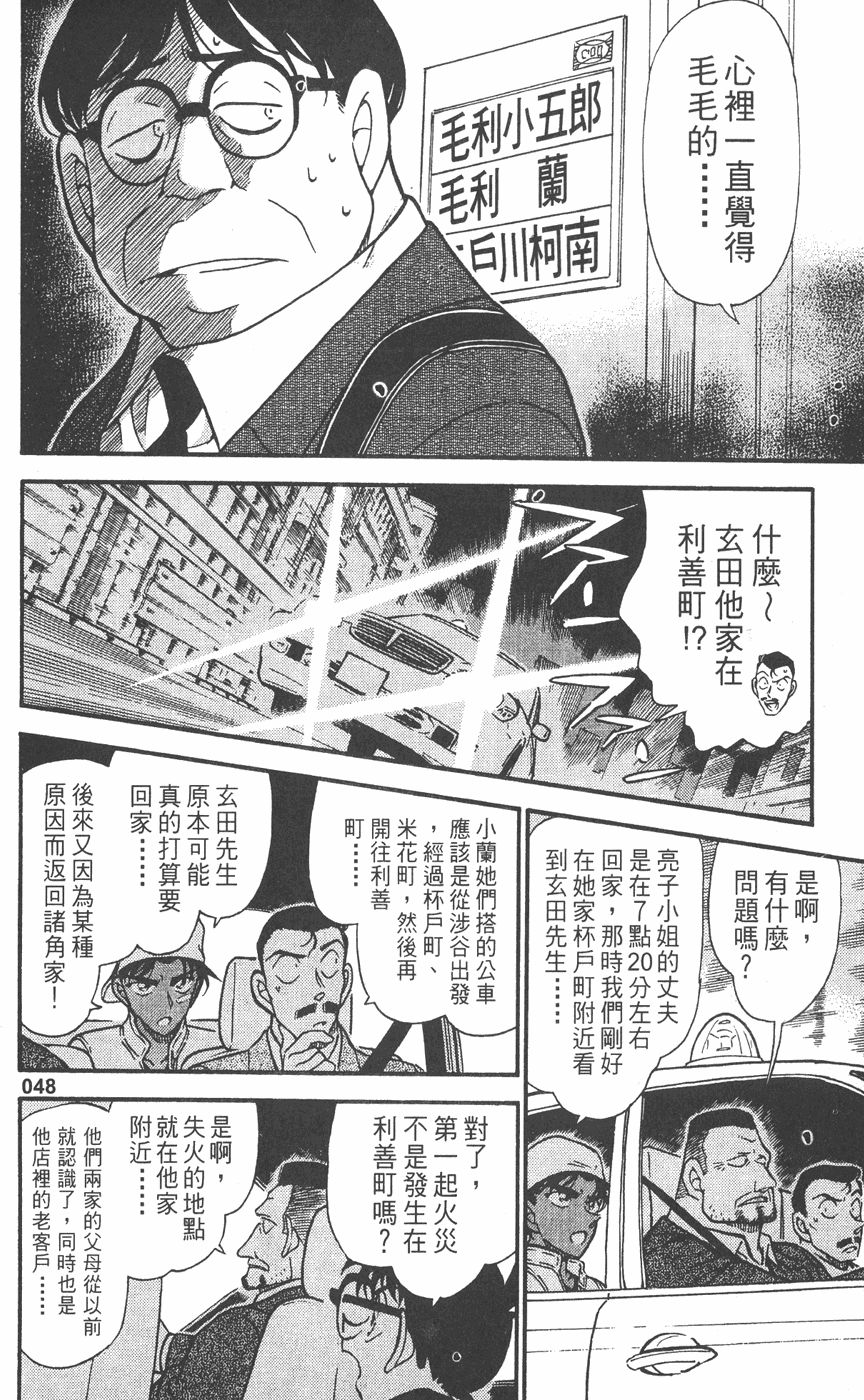 心裡一直覺得
毛毛的……
毛利小五郎
毛利 蘭
戸川柯南
什麼~
玄田他家在
利善町!?
是啊，
有什麼
問題嗎？
亮子小姐的丈夫
是在7點20分左右
回家，那時我們剛好
在她家杯戶町附近看
到玄田先生……
小蘭她們搭的公車
應該是從涉谷出發
，經過杯戶町、
米花町，然後再
開往利善
町……
玄田先生
原本可能
真的打算要
回家……
後來又因為某種
原因而返回諸角家！
048
對了，
第一起火災
不是發生在
利善町嗎？
是啊，
失火的地點
就在他家
附近……
他們兩家的父母從以前
就認識了，同時也是
他店裡的老客戶……